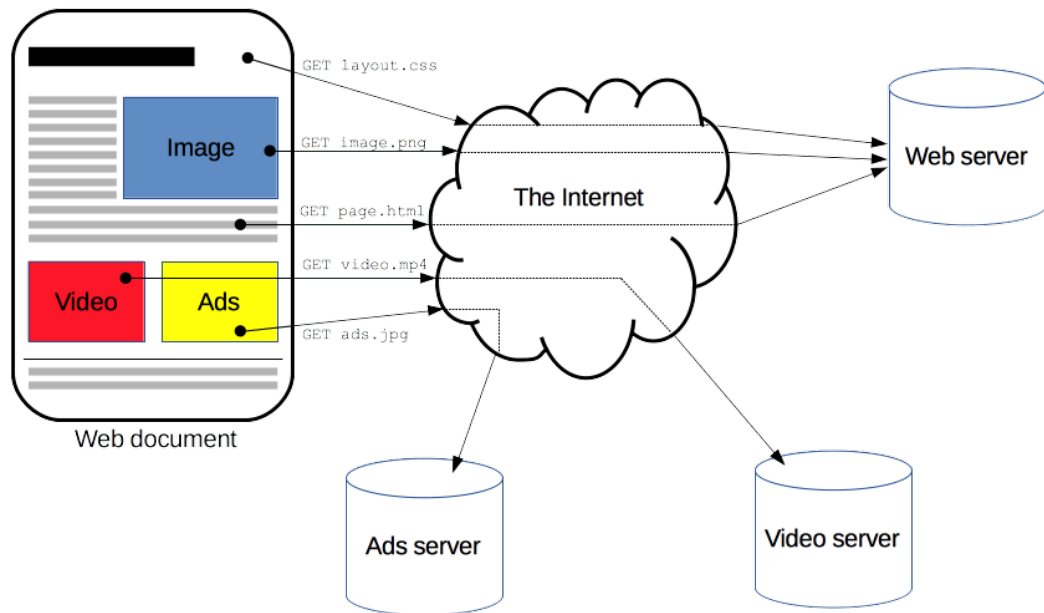 GET layout.css
Image
GET image.png
Web server
The Internet
GET page.html
GET video.mp4
Video
Ads
GET ads.jpg
Web document
Ads server
Video server